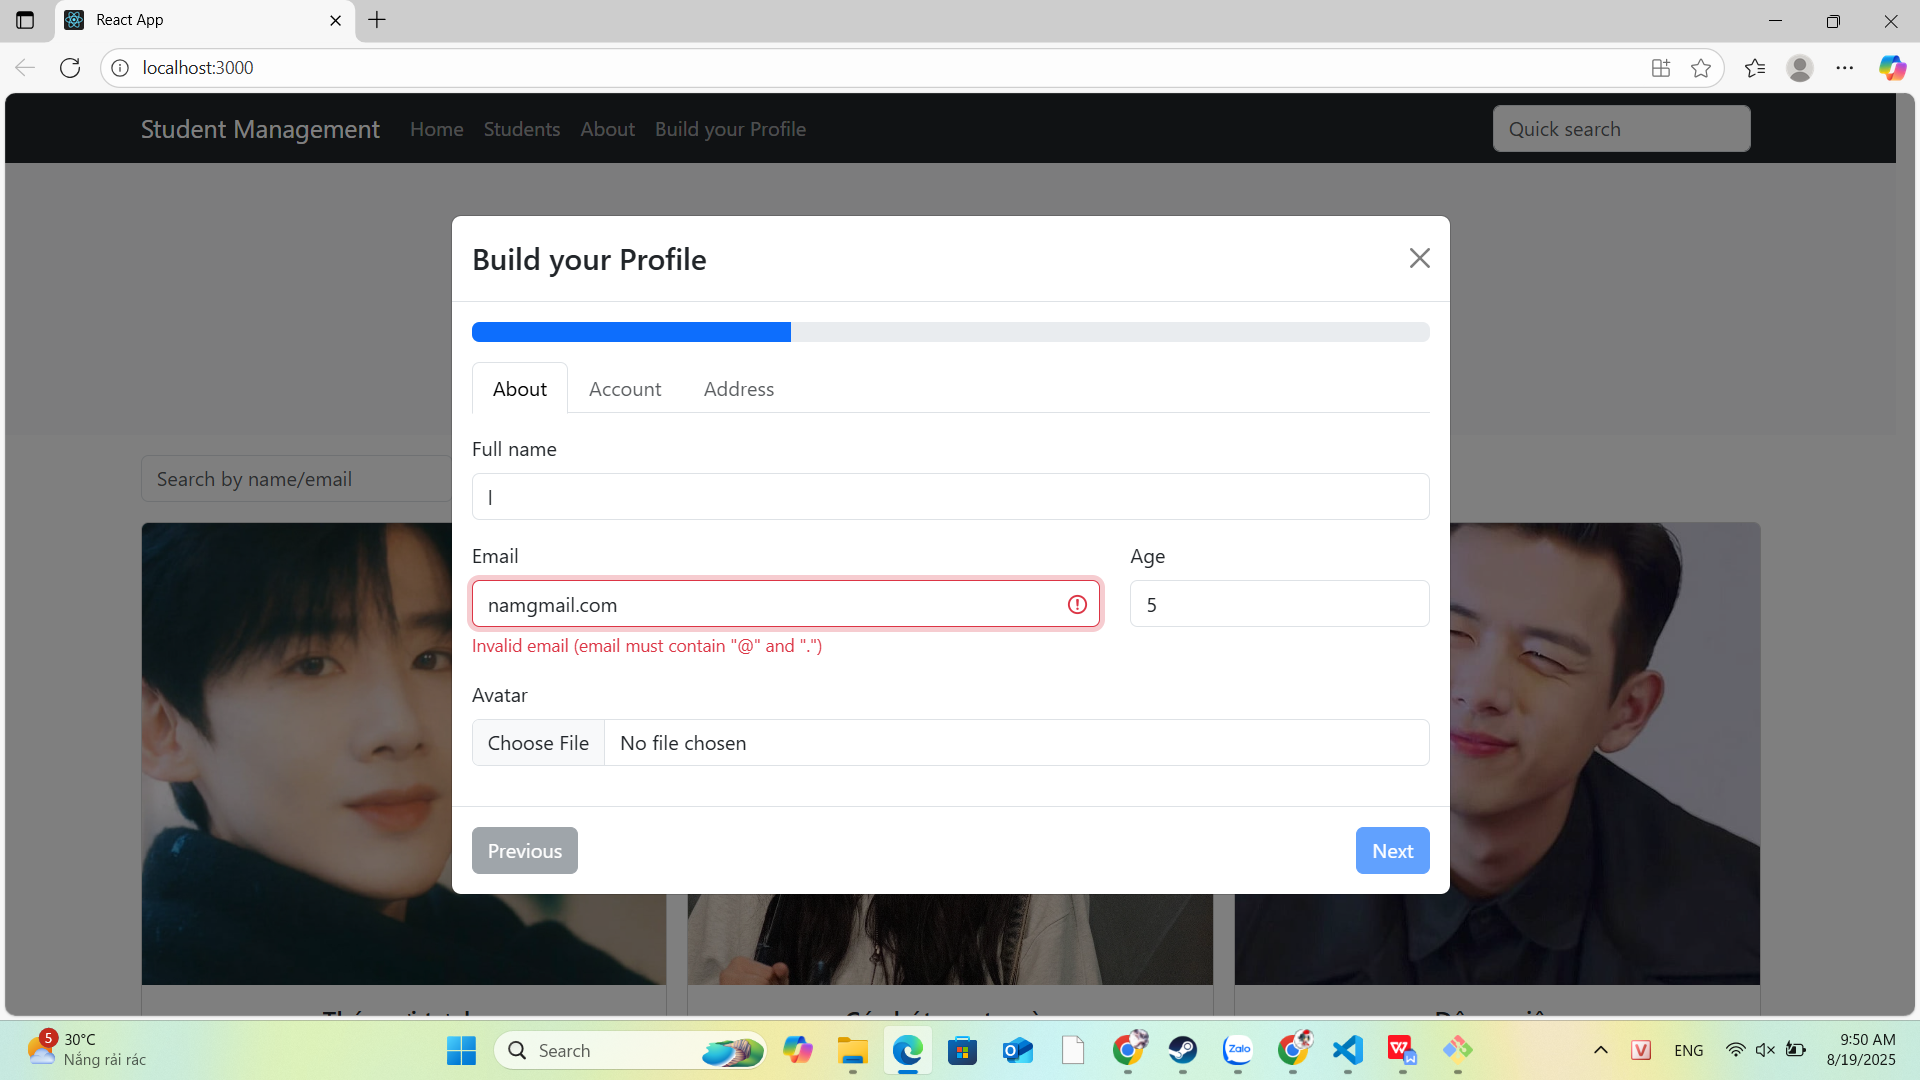 React App
localhost:3000
Student Management Home Students About Build your Profile
Quick search
Build your Profile
About Account Address
Full name
l
Email Age
namgmail.com 5
Invalid email (email must contain "@" and ".")
Search by name/email
Avatar
Choose File No file chosen
Previous Next
5 30°C
Nắng rải rác
Search
Zalo
ENG
9:50 AM
8/19/2025